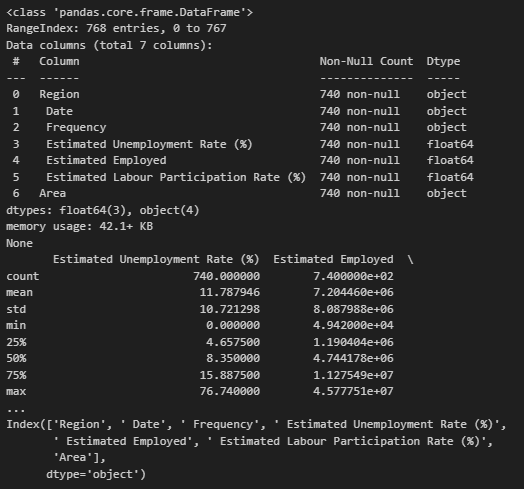 <class 'pandas.core.frame.DataFrame'>
RangeIndex: 768 entries, 0 to 767
Data columns (total 7 columns):
 #   Column                                    Non-Null Count  Dtype
---  ------                                    --------------  -----
 0   Region                                    740 non-null    object
 1    Date                                     740 non-null    object
 2    Frequency                                740 non-null    object
 3    Estimated Unemployment Rate (%)          740 non-null    float64
 4    Estimated Employed                       740 non-null    float64
 5    Estimated Labour Participation Rate (%)  740 non-null    float64
 6   Area                                      740 non-null    object
dtypes: float64(3), object(4)
memory usage: 42.1+ KB
None
        Estimated Unemployment Rate (%)   Estimated Employed  \
count                        740.000000         7.400000e+02
mean                          11.787946         7.204460e+06
std                           10.721298         8.087988e+06
min                            0.000000         4.942000e+04
25%                            4.657500         1.190404e+06
50%                            8.350000         4.744178e+06
75%                           15.887500         1.127549e+07
max                           76.740000         4.577751e+07
...
Index(['Region', ' Date', ' Frequency', ' Estimated Unemployment Rate (%)',
       ' Estimated Employed', ' Estimated Labour Participation Rate (%)',
       'Area'],
      dtype='object')